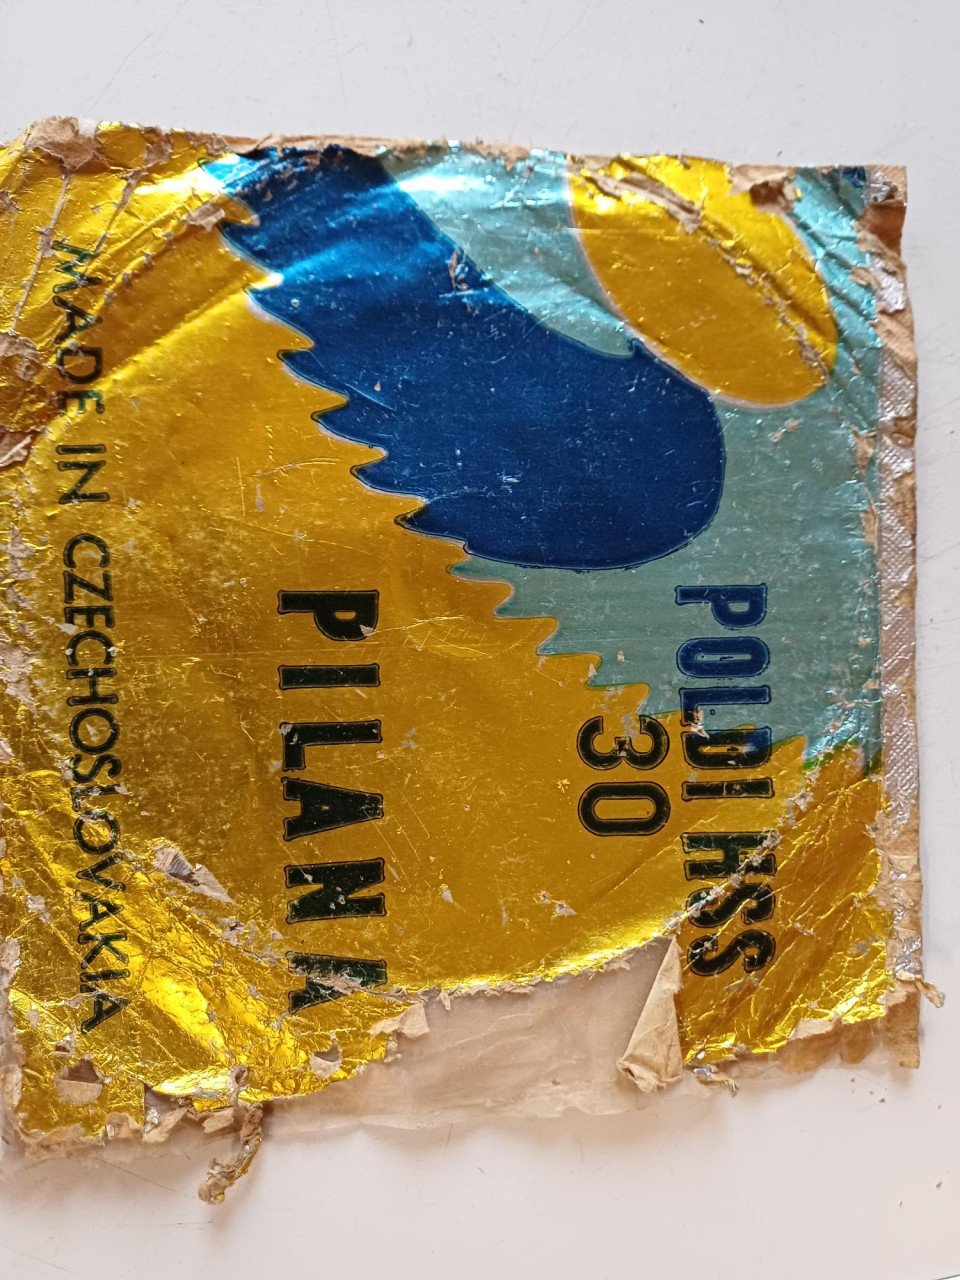 POLDI HSS
30
PILANA
MADE IN CZECHOSLOVAKIA